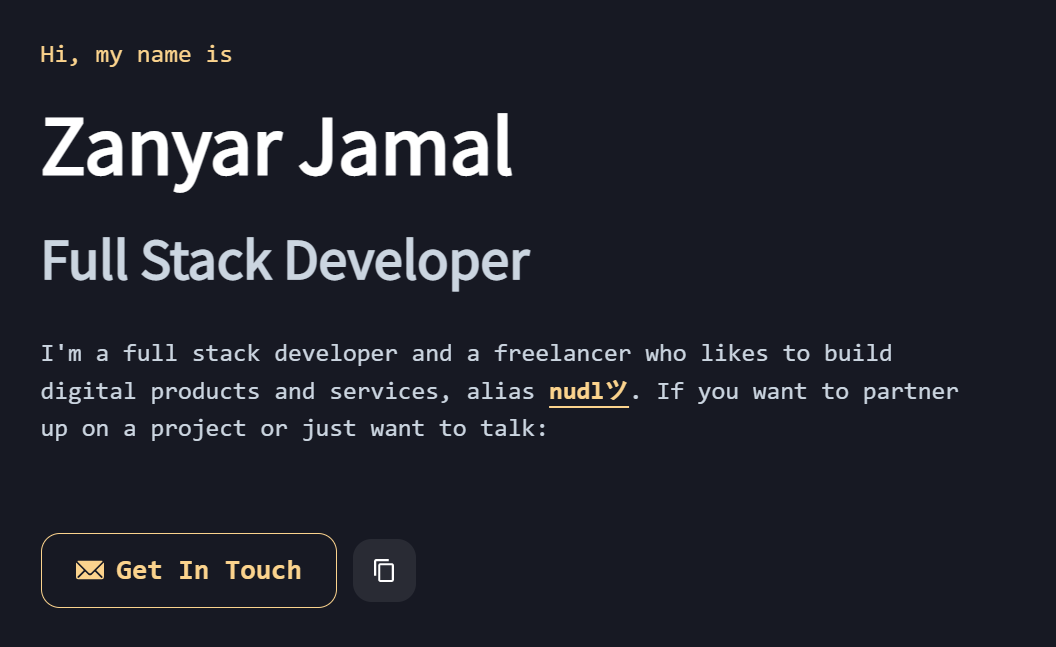 Hi, my name is
Zanyar Jamal
Full Stack Developer
I'm a full stack developer and a freelancer who likes to build
digital products and services, alias nudlツ. If you want to partner
up on a project or just want to talk:
Get In Touch